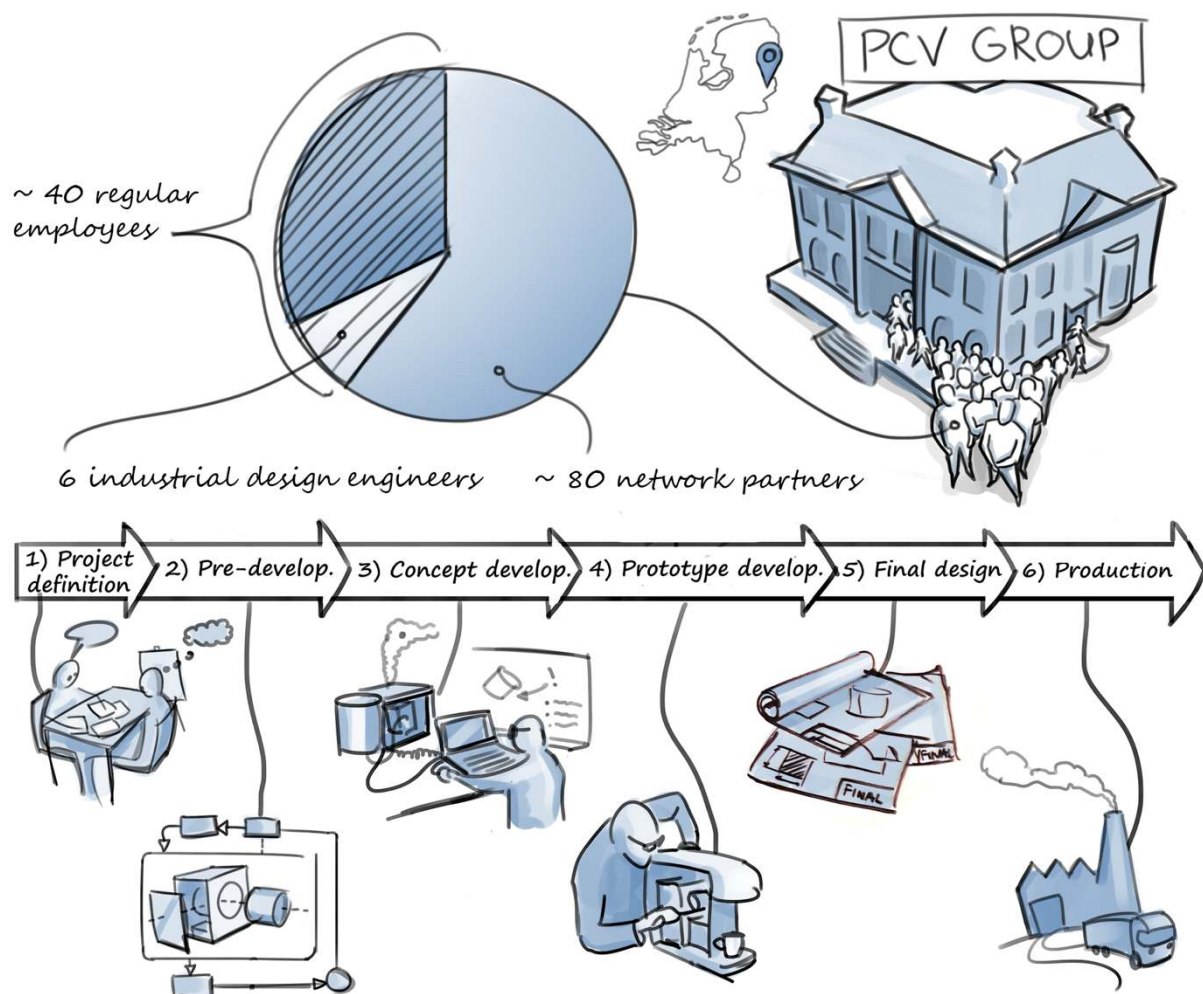 PCV GROUP
~ 40 regular
employees
6 industrial design engineers
~ 80 network partners
1) Project
definition
2) Pre-develop.
3) Concept develop.
4) Prototype develop.
5) Final design
6) Production
FINAL
FINAL